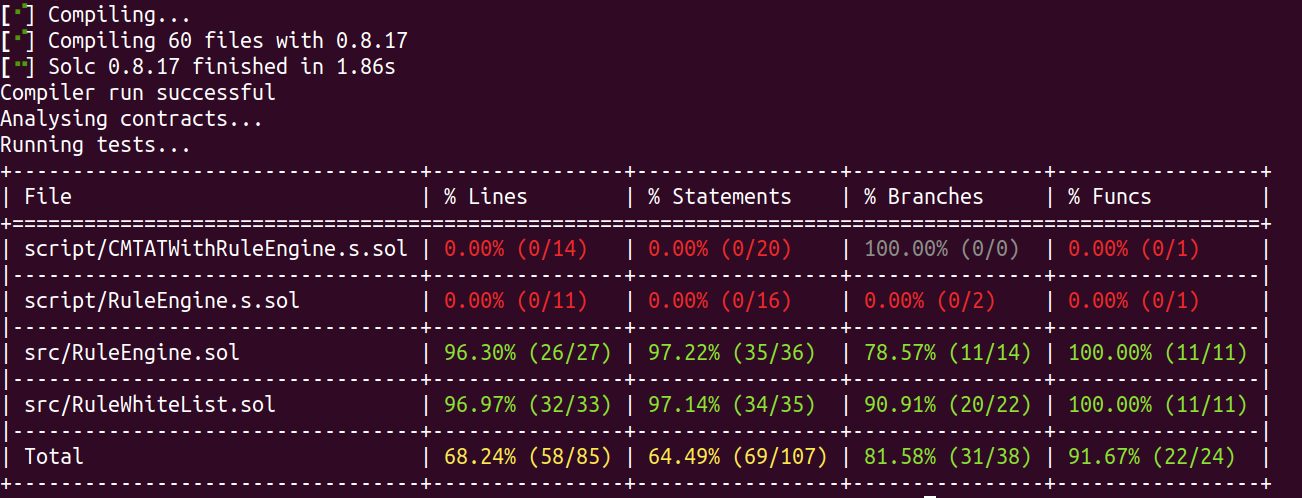 [⠊] Compiling...
[⠊] Compiling 60 files with 0.8.17
[⠒] Solc 0.8.17 finished in 1.86s
Compiler run successful
Analysing contracts...
Running tests...
| File | % Lines | % Statements | % Branches | % Funcs |
| script/CMTATWithRuleEngine.s.sol | 0.00% (0/14) | 0.00% (0/20) | 100.00% (0/0) | 0.00% (0/1) |
| script/RuleEngine.s.sol | 0.00% (0/11) | 0.00% (0/16) | 0.00% (0/2) | 0.00% (0/1) |
| src/RuleEngine.sol | 96.30% (26/27) | 97.22% (35/36) | 78.57% (11/14) | 100.00% (11/11) |
| src/RuleWhiteList.sol | 96.97% (32/33) | 97.14% (34/35) | 90.91% (20/22) | 100.00% (11/11) |
| Total | 68.24% (58/85) | 64.49% (69/107) | 81.58% (31/38) | 91.67% (22/24) |